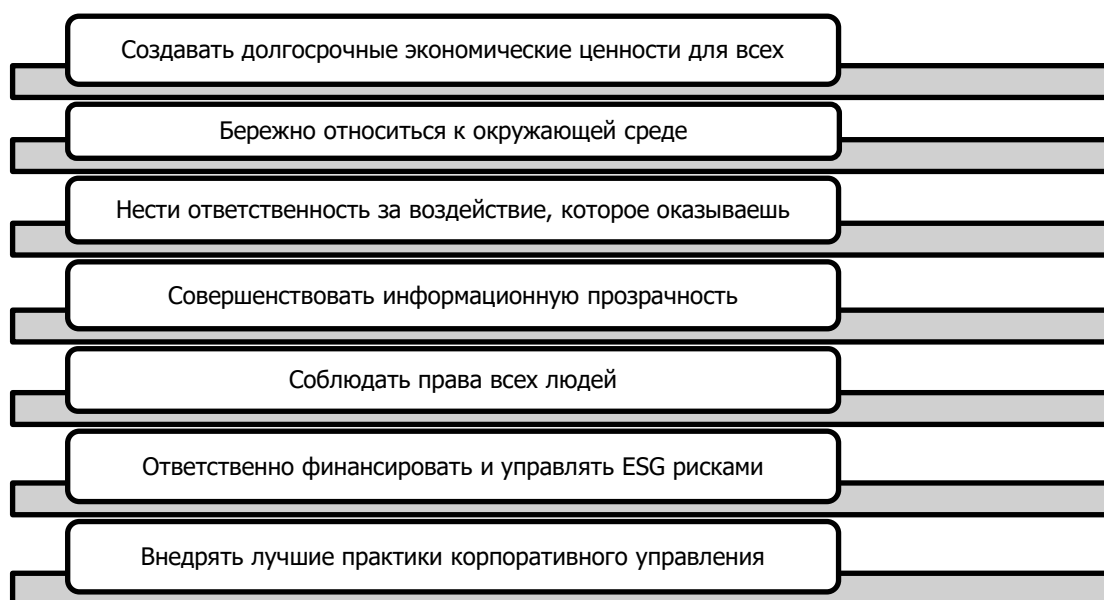 Создавать долгосрочные экономические ценности для всех
Бережно относиться к окружающей среде
Нести ответственность за воздействие, которое оказываешь
Совершенствовать информационную прозрачность
Соблюдать права всех людей
Ответственно финансировать и управлять ESG рисками
Внедрять лучшие практики корпоративного управления